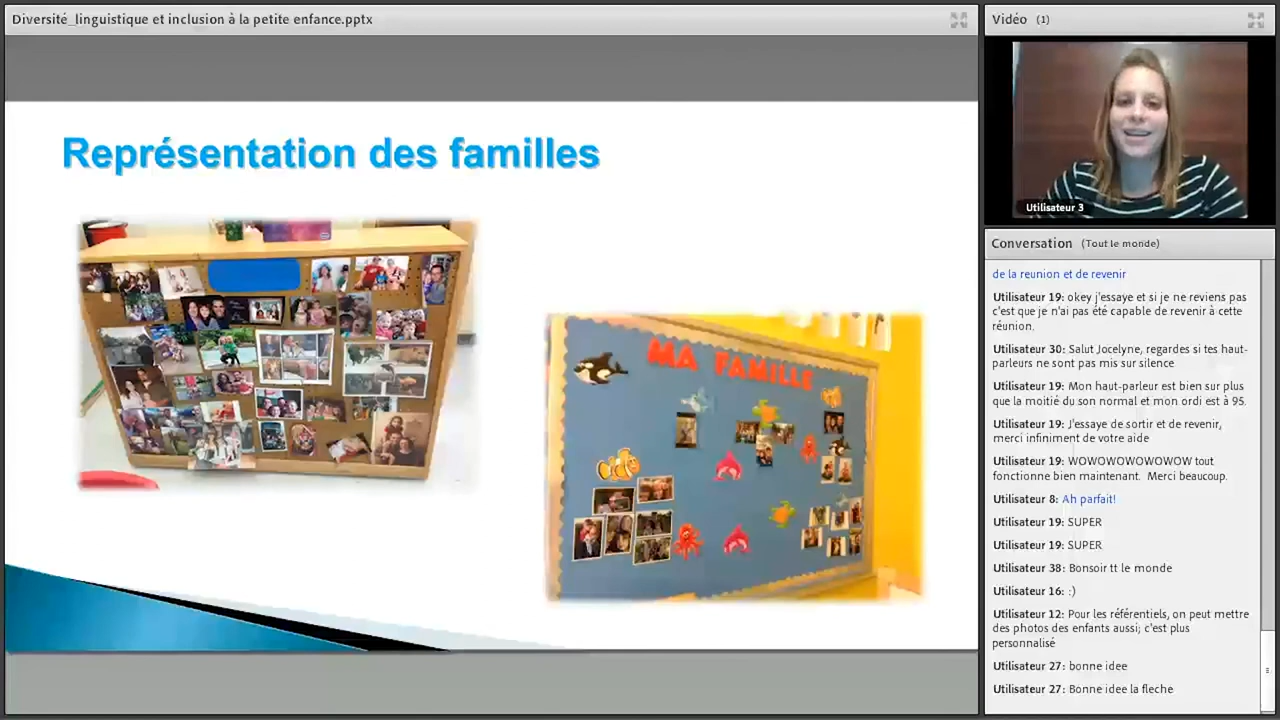 Diversité_linguistique et inclusion à la petite enfance.pptx
Représentation des familles
MA FAMILLE
Vidéo (1)
Utilisateur 3
Conversation (Tout le monde)
de la reunion et de revenir
Utilisateur 19: okey j'essaye et si je ne reviens pas
c'est que je n'ai pas été capable de revenir à cette
réunion.
Utilisateur 30: Salut Jocelyne, regardes si tes haut-
parleurs ne sont pas mis sur silence
Utilisateur 19: Mon haut-parleur est bien sur plus
que la moitié du son normal et mon ordi est à 95.
Utilisateur 19: J'essaye de sortir et de revenir,
merci infiniment de votre aide
Utilisateur 19: WOWOWOWOWOWOW tout
fonctionne bien maintenant. Merci beaucoup.
Utilisateur 8: Ah parfait!
Utilisateur 19: SUPER
Utilisateur 19: SUPER
Utilisateur 38: Bonsoir tt le monde
Utilisateur 16: :)
Utilisateur 12: Pour les référentiels, on peut mettre
des photos des enfants aussi; c'est plus
personnalisé
Utilisateur 27: bonne idee
Utilisateur 27: Bonne idee la fleche